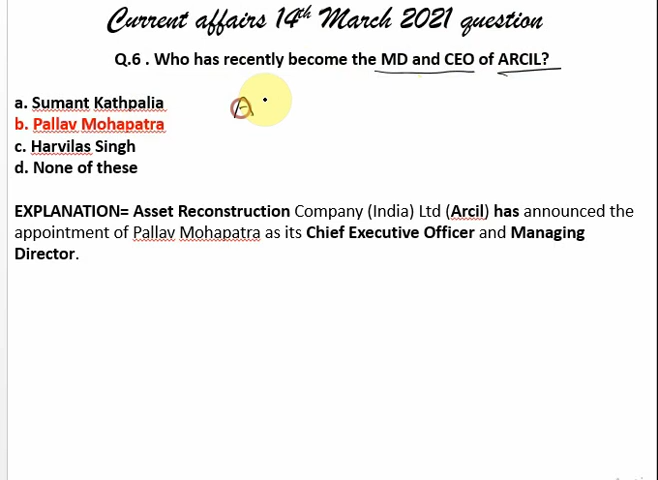 Current affairs 14th March 2021 question
Q.6 . Who has recently become the MD and CEO of ARCIL?
A
a. Sumant Kathpalia
b. Pallav Mohapatra
c. Harvilas Singh
d. None of these
EXPLANATION= Asset Reconstruction Company (India) Ltd (Arcil) has announced the
appointment of Pallav Mohapatra as its Chief Executive Officer and Managing
Director.